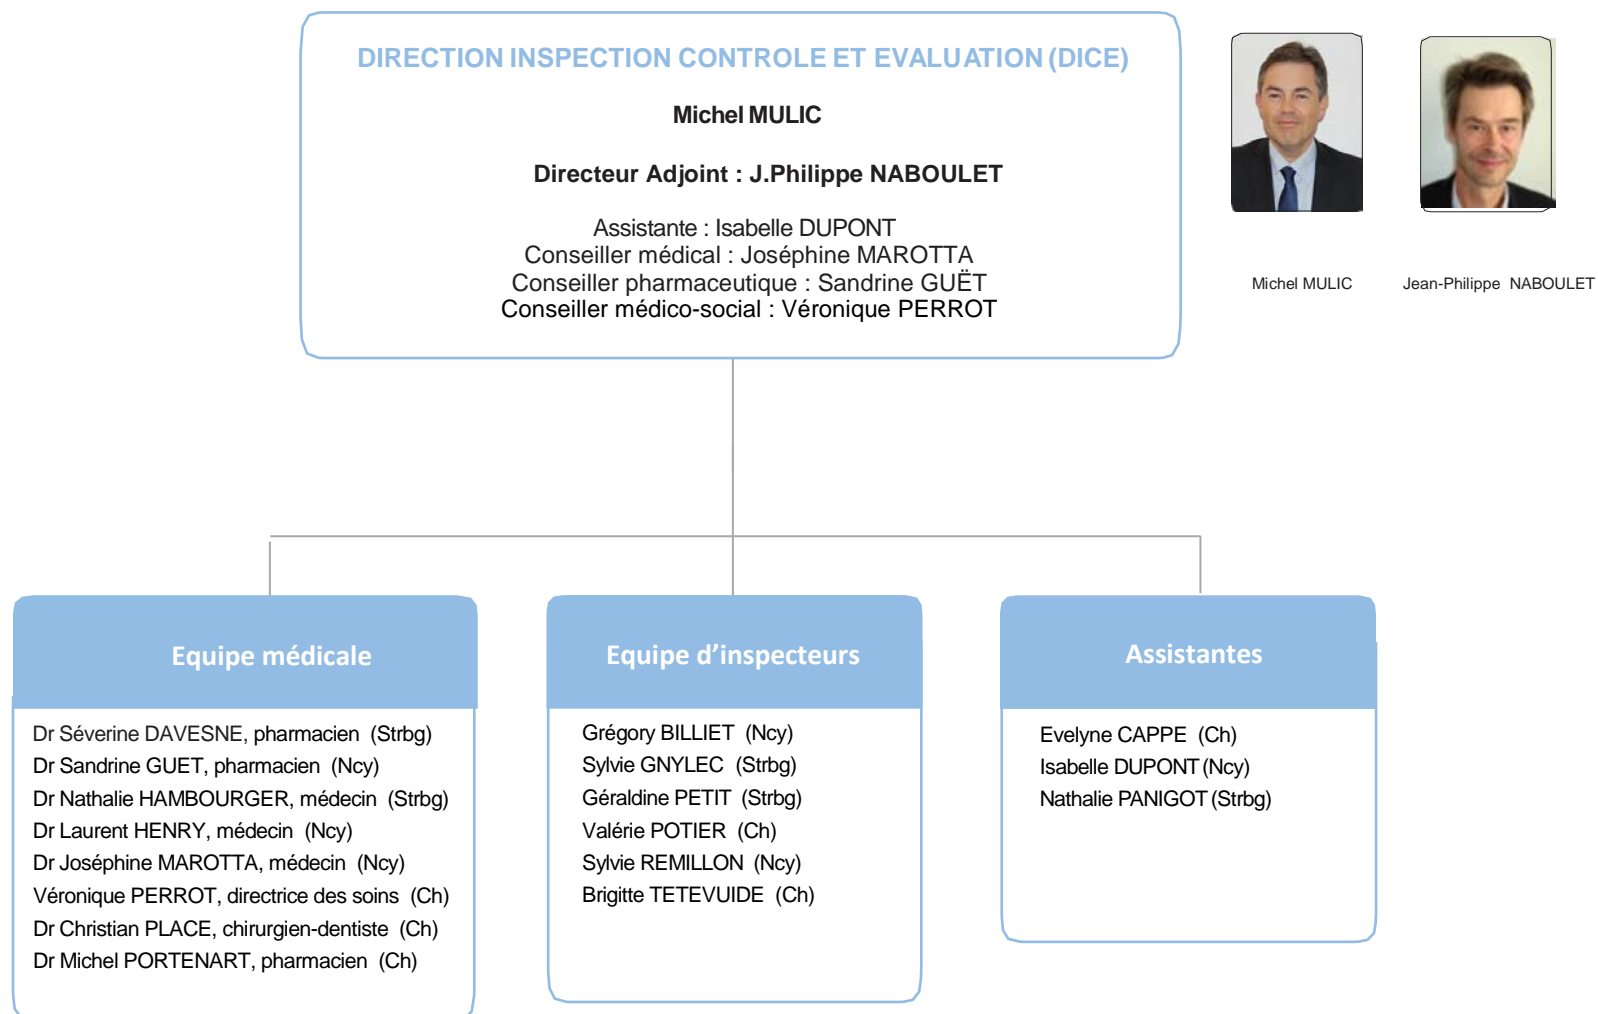 DIRECTION INSPECTION CONTROLE ET EVALUATION (DICE)
Michel MULIC
Directeur Adjoint : J.Philippe NABOULET
Assistante : Isabelle DUPONT
Conseiller médical : Joséphine MAROTTA
Conseiller pharmaceutique : Sandrine GUËT
Conseiller médico-social : Véronique PERROT
Michel MULIC
Jean-Philippe NABOULET
Equipe médicale
Dr Séverine DAVESNE, pharmacien (Strbg)
Dr Sandrine GUET, pharmacien (Ncy)
Dr Nathalie HAMBOURGER, médecin (Strbg)
Dr Laurent HENRY, médecin (Ncy)
Dr Joséphine MAROTTA, médecin (Ncy)
Véronique PERROT, directrice des soins (Ch)
Dr Christian PLACE, chirurgien-dentiste (Ch)
Dr Michel PORTENART, pharmacien (Ch)
Equipe d’inspecteurs
Grégory BILLIET (Ncy)
Sylvie GNYLEC (Strbg)
Géraldine PETIT (Strbg)
Valérie POTIER (Ch)
Sylvie REMILLON (Ncy)
Brigitte TETEVUIDE (Ch)
Assistantes
Evelyne CAPPE (Ch)
Isabelle DUPONT (Ncy)
Nathalie PANIGOT (Strbg)